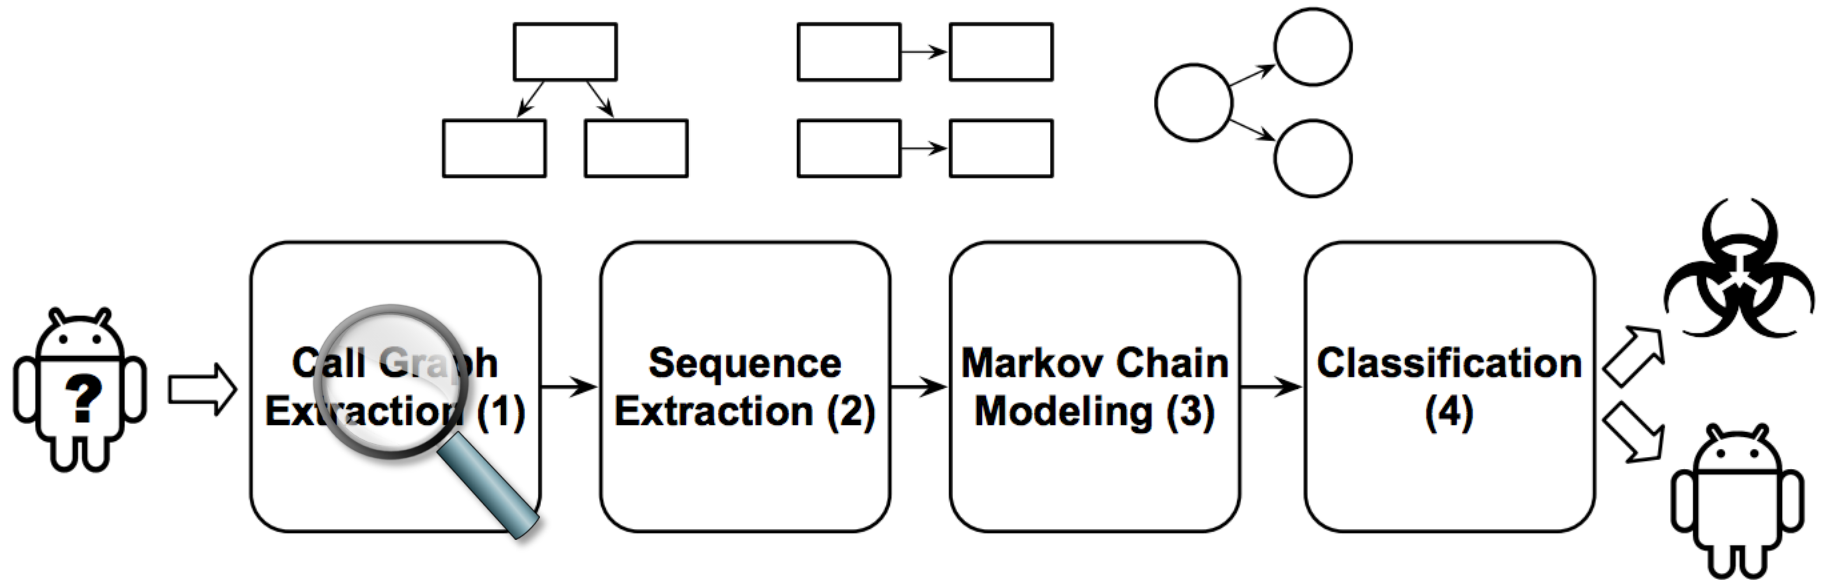 ?
Call Graph
Extraction (1)
Sequence
Extraction (2)
Markov Chain
Modeling (3)
Classification
(4)